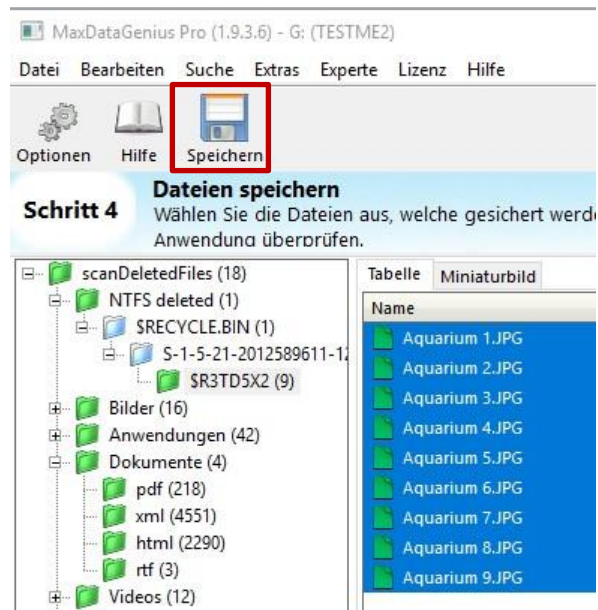 MaxDataGenius Pro (1.9.3.6) - G: (TESTME2)
Datei Bearbeiten Suche Extras Experte Lizenz Hilfe
Optionen Hilfe Speichern
Schritt 4
Dateien speichern
Wählen Sie die Dateien aus, welche gesichert
Anwendung überprüfen.
scanDeletedFiles (18)
NTFS deleted (1)
$RECYCLE.BIN (1)
S-1-5-21-2012589611-12
$R3TD5X2 (9)
Bilder (16)
Anwendungen (42)
Dokumente (4)
pdf (218)
xml (4551)
html (2290)
rtf (3)
Videos (12)
Tabelle Miniaturbild
Name
Aquarium 1.JPG
Aquarium 2.JPG
Aquarium 3.JPG
Aquarium 4.JPG
Aquarium 5.JPG
Aquarium 6.JPG
Aquarium 7.JPG
Aquarium 8.JPG
Aquarium 9.JPG